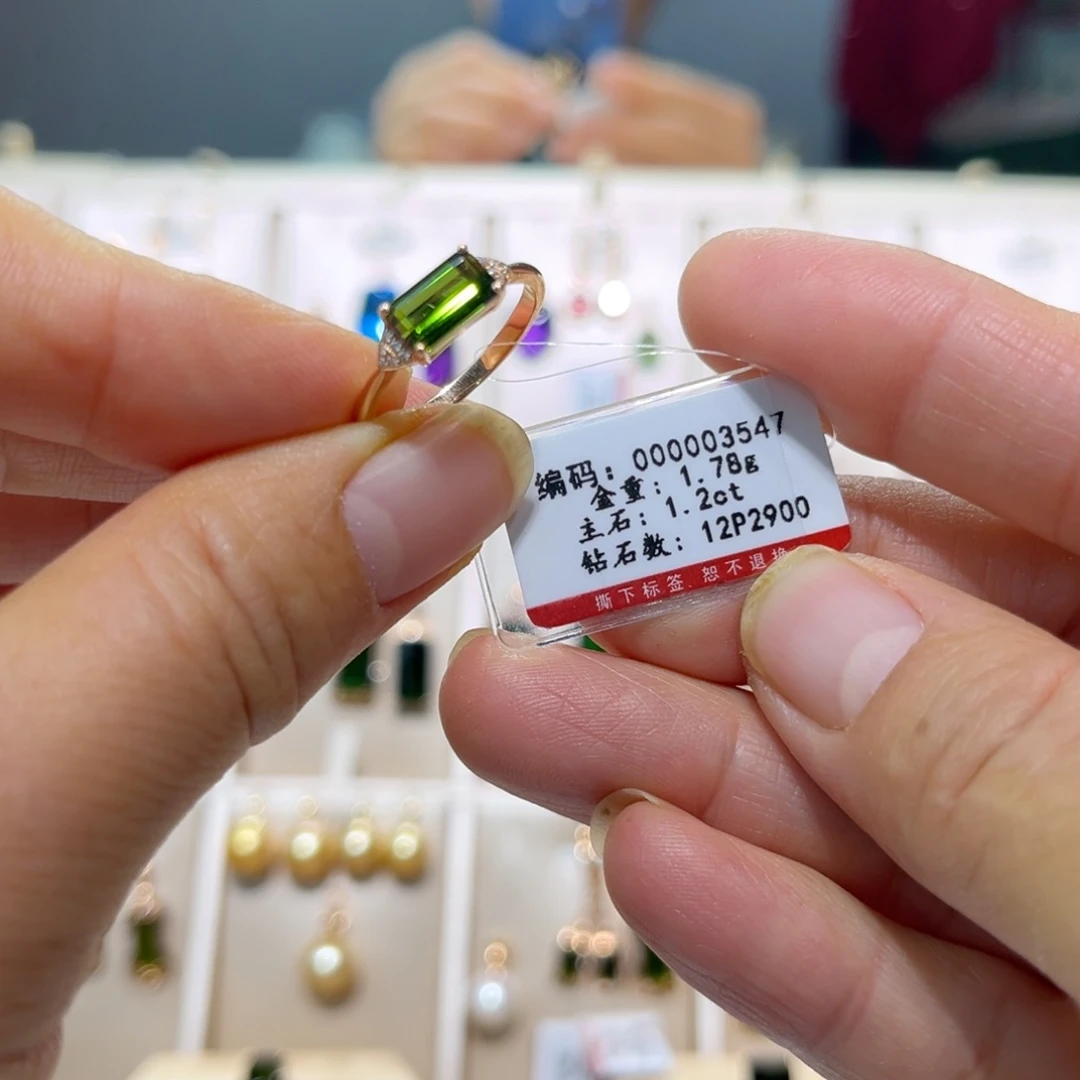 编码：000003547
金重：1.78g
主石：1.2ct
钻石数：12P2900
撕下标签 恕不退换